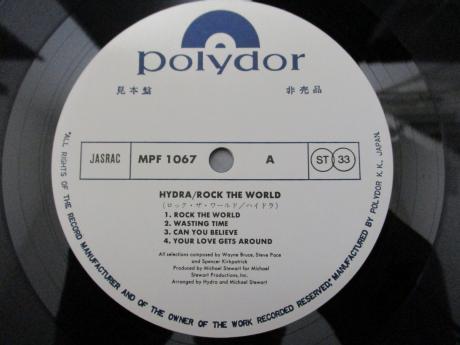 polydor
見本盤 非売品
JASRAC MPF 1067 A ST 33
HYDRA/ROCK THE WORLD
(ロック・ザ・ワールド/ハイドラ)
1. ROCK THE WORLD
2. WASTING TIME
3. CAN YOU BELIEVE
4. YOUR LOVE GETS AROUND
All selections composed by Wayne Bruce, Steve Pace
and Spencer Kirkpatrick
Produced by Michael Stewart for Michael
Stewart Productions, Inc.
Arranged by Hydra and Michael Stewart
"ALL RIGHTS OF THE RECORD MANUFACTURER AND OF THE OWNER OF THE WORK RECORDED RESERVED," MANUFACTURED BY POLYDOR K. K., JAPAN.